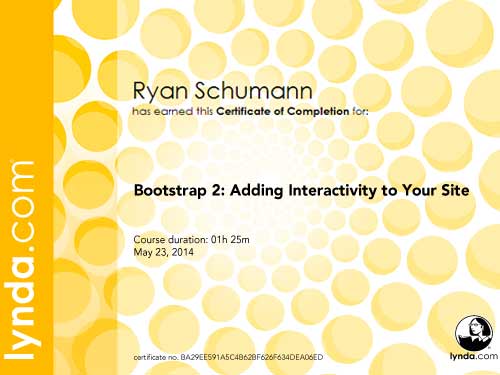 Ryan Schumann
has earned this Certificate of Completion for:
Bootstrap 2: Adding Interactivity to Your Site
Course duration: 01h 25m
May 23, 2014
certificate no. BA29EE591A5C4B62BF626F634DEA06ED
lynda.com
lynda.com